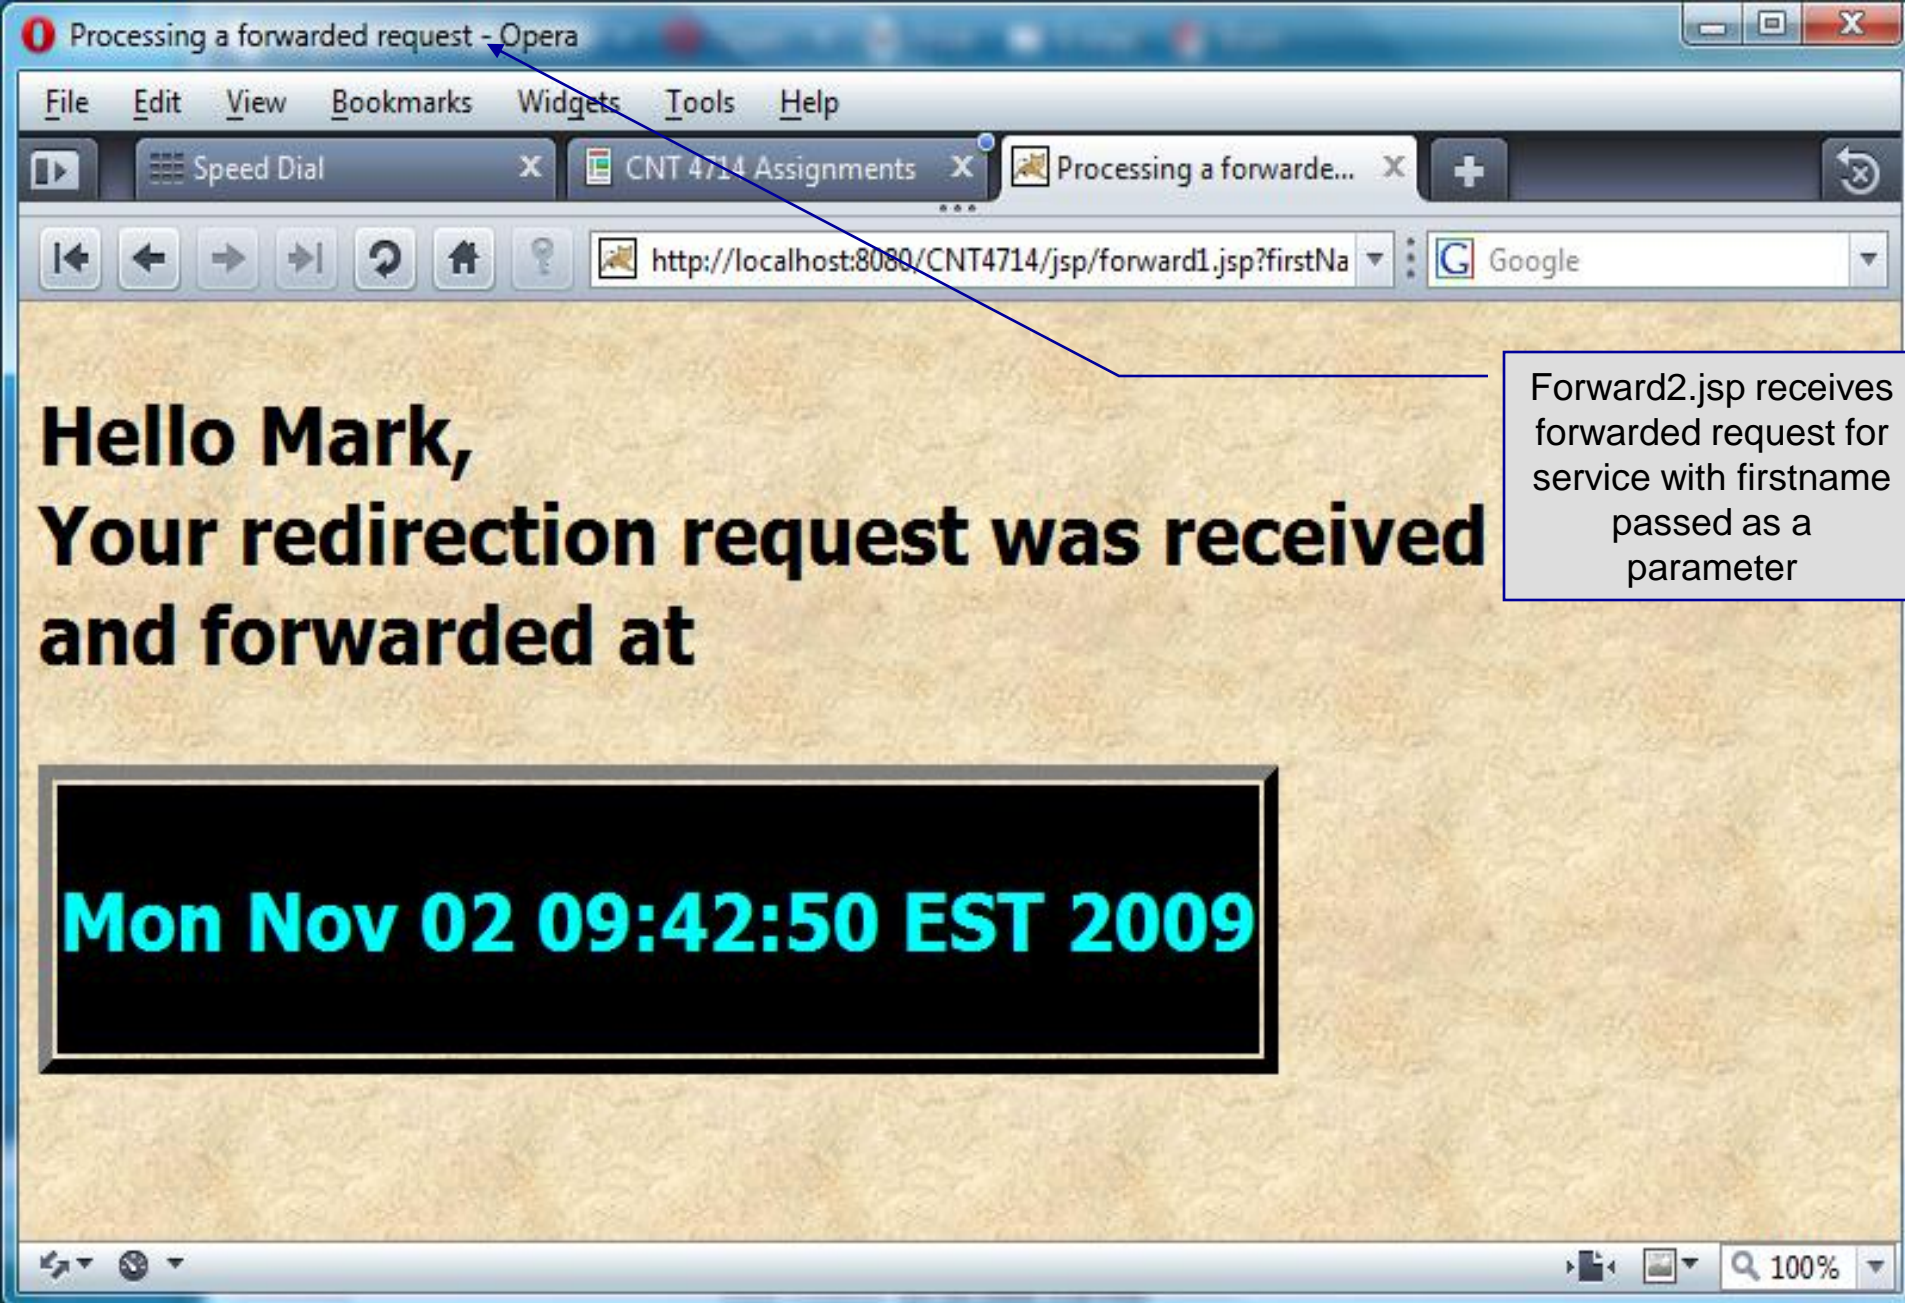 Processing a forwarded request - Opera
File Edit View Bookmarks Widgets Tools Help
Speed Dial x CNT 4714 Assignments x Processing a forwarde... x
http://localhost:8080/CNT4714/jsp/forward1.jsp?firstNa Google
Forward2.jsp receives
forwarded request for
service with firstname
passed as a
parameter
Hello Mark,
Your redirection request was received
and forwarded at
Mon Nov 02 09:42:50 EST 2009
100%